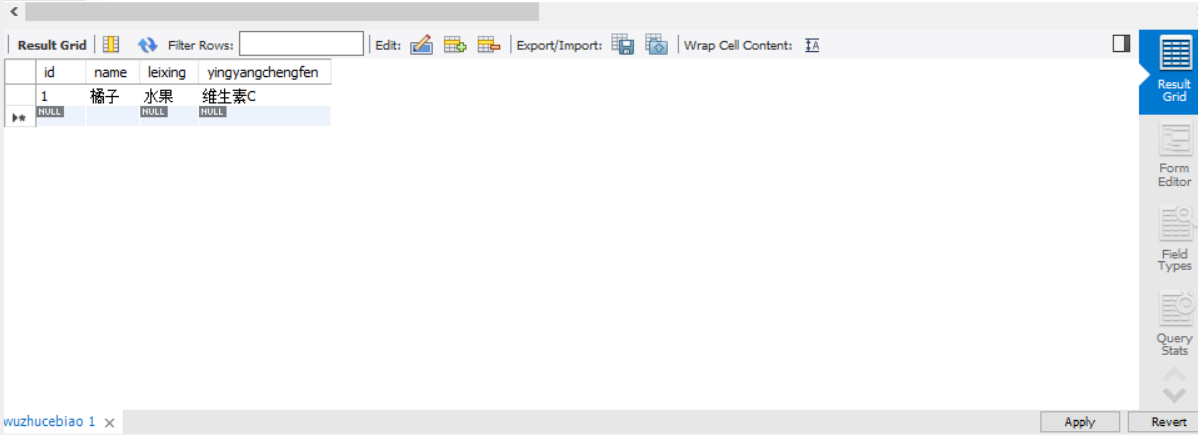 Result Grid Filter Rows: Edit: Export/Import: Wrap Cell Content: IA
id name leixing yingyangchengfen
1 橘子 水果 维生素C
NULL NULL NULL
Result
Grid
Form
Editor
Field
Types
Query
Stats
wuzhucebiao 1
Apply Revert